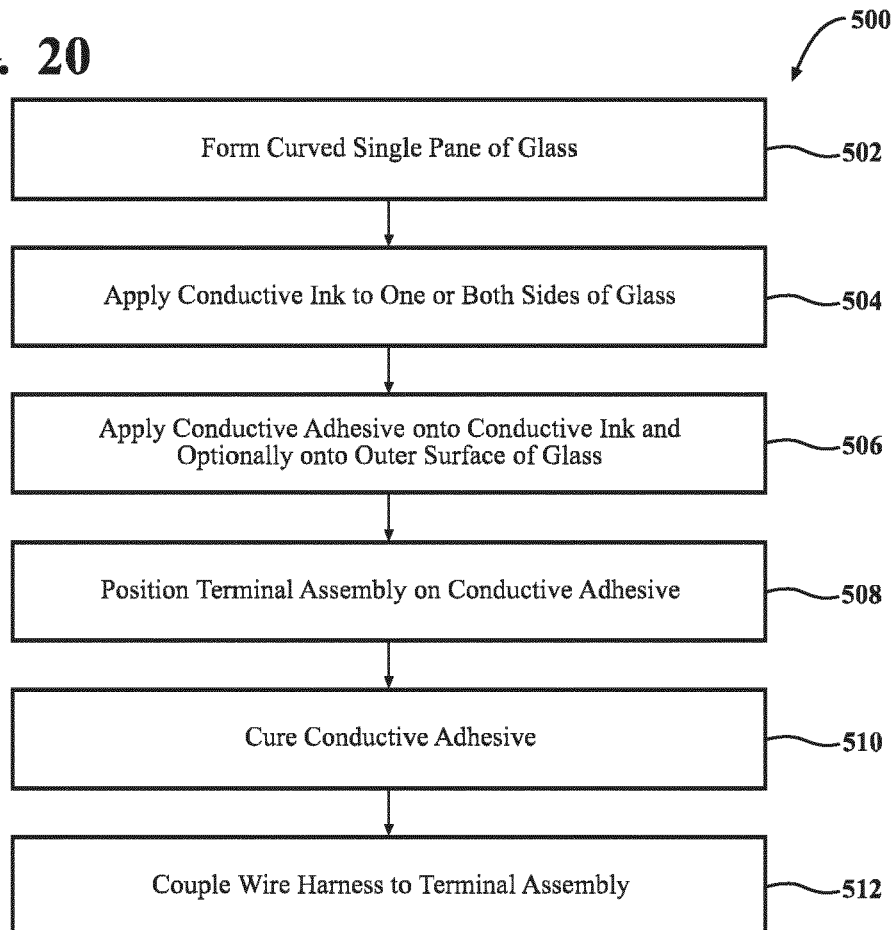 20
500
Form Curved Single Pane of Glass
502
Apply Conductive Ink to One or Both Sides of Glass
504
Apply Conductive Adhesive onto Conductive Ink and
Optionally onto Outer Surface of Glass
506
Position Terminal Assembly on Conductive Adhesive
508
Cure Conductive Adhesive
510
Couple Wire Harness to Terminal Assembly
512